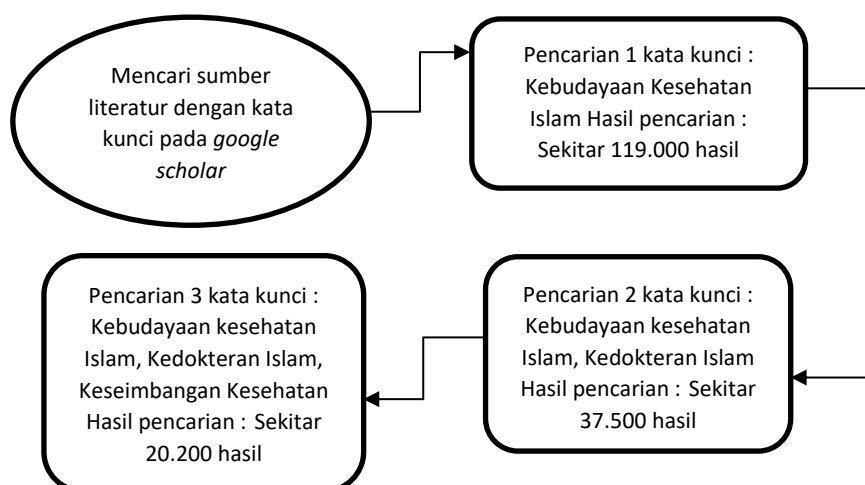 Mencari sumber
literatur dengan kata
kunci pada google
scholar
Pencarian 1 kata kunci :
Kebudayaan Kesehatan
Islam Hasil pencarian :
Sekitar 119.000 hasil
Pencarian 2 kata kunci :
Kebudayaan kesehatan
Islam, Kedokteran Islam
Hasil pencarian : Sekitar
37.500 hasil
Pencarian 3 kata kunci :
Kebudayaan kesehatan
Islam, Kedokteran Islam,
Keseimbangan Kesehatan
Hasil pencarian : Sekitar
20.200 hasil